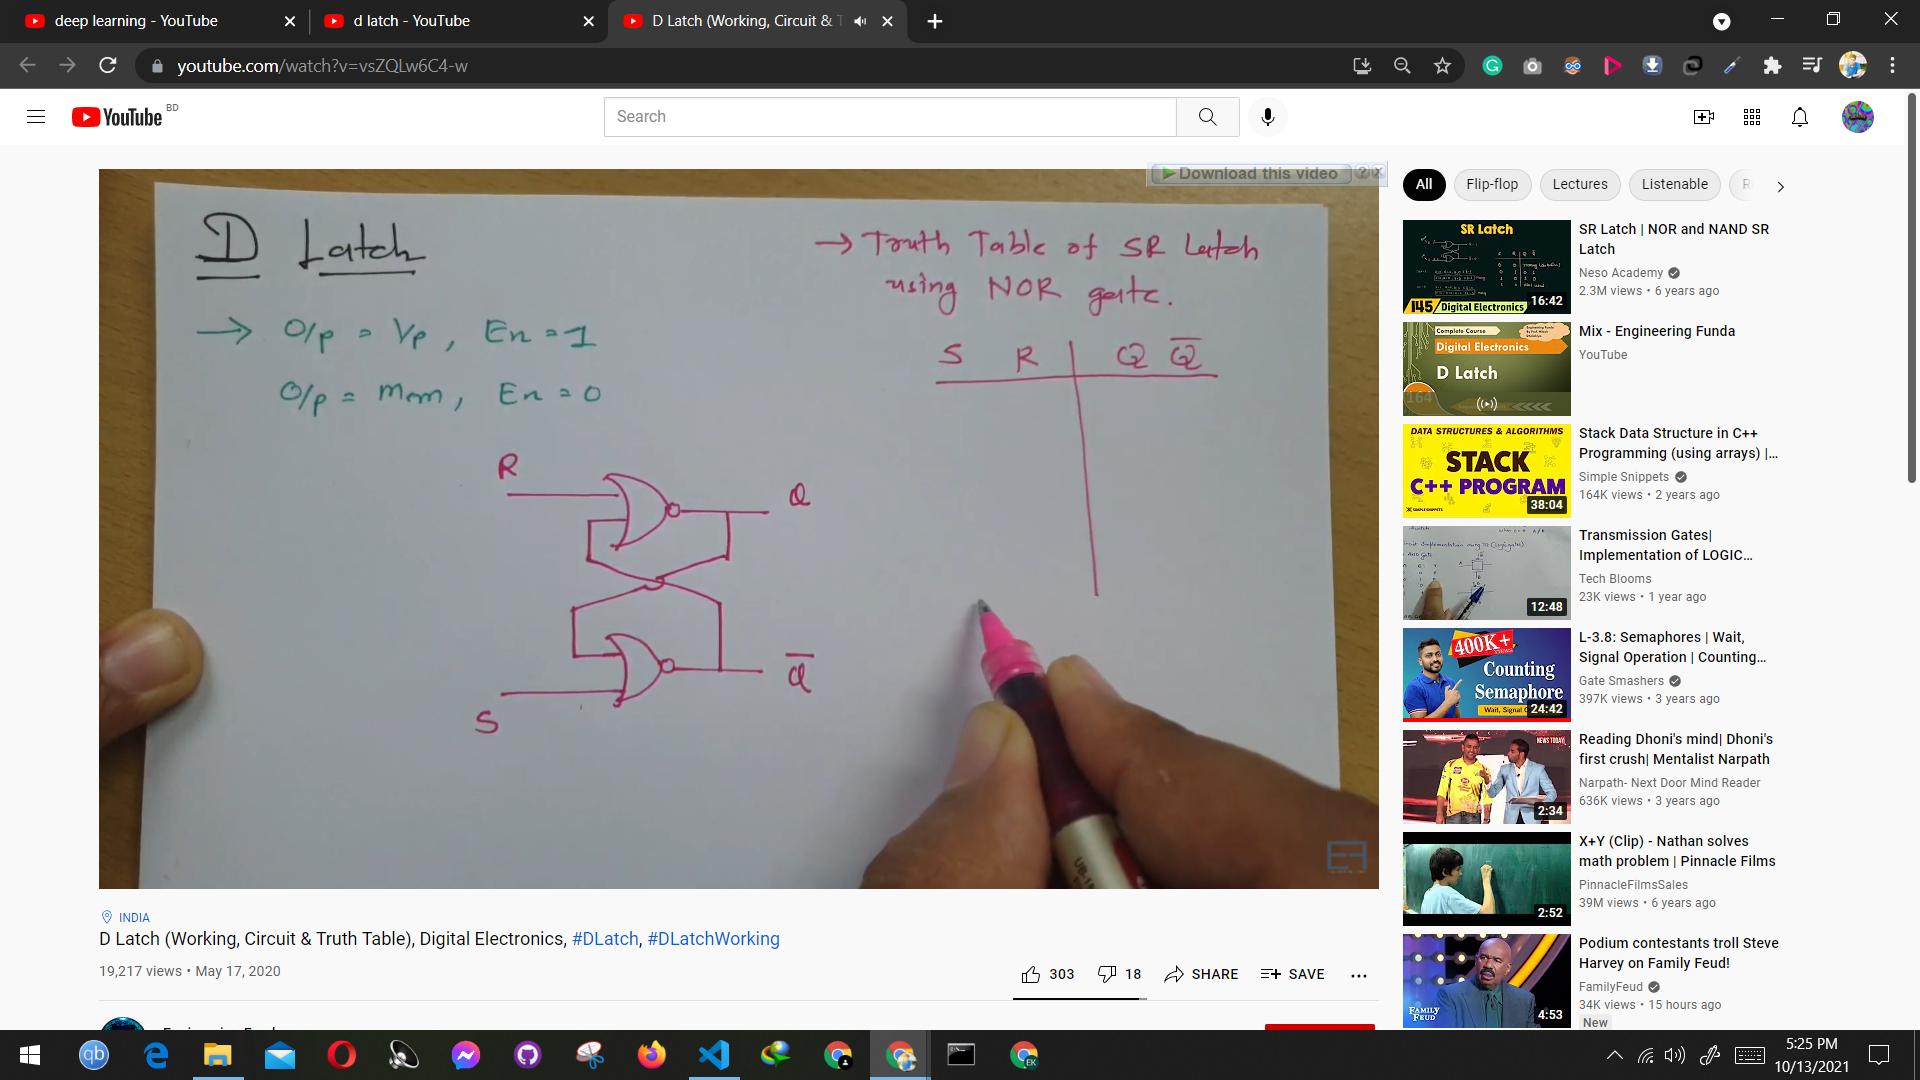 deep learning - YouTube
d latch - YouTube
D Latch (Working, Circuit & T
youtube.com/watch?v=vsZQLw6C4-w
YouTube BD
Search
Download this video
D Latch
→ O/p = I/p, En = 1
O/p = Mem, En = 0
R
Q
S
Q̅
→ Truth Table of SR Latch
using NOR gate.
S R Q Q̅
INDIA
D Latch (Working, Circuit & Truth Table), Digital Electronics, #DLatch, #DLatchWorking
19,217 views • May 17, 2020
303 18 SHARE SAVE
All Flip-flop Lectures Listenable
SR Latch
145 Digital Electronics
16:42
SR Latch | NOR and NAND SR
Latch
Neso Academy
2.3M views • 6 years ago
Complete Course
Digital Electronics
D Latch
164
Mix - Engineering Funda
YouTube
DATA STRUCTURES & ALGORITHMS
STACK
C++ PROGRAM
38:04
Stack Data Structure in C++
Programming (using arrays) |...
Simple Snippets
164K views • 2 years ago
12:48
Transmission Gates|
Implementation of LOGIC...
Tech Blooms
23K views • 1 year ago
400K+
VIEWS
Counting
Semaphore
24:42
L-3.8: Semaphores | Wait,
Signal Operation | Counting...
Gate Smashers
397K views • 3 years ago
NEWS TODAY
2:34
Reading Dhoni's mind| Dhoni's
first crush| Mentalist Narpath
Narpath- Next Door Mind Reader
636K views • 3 years ago
2:52
X+Y (Clip) - Nathan solves
math problem | Pinnacle Films
PinnacleFilmsSales
39M views • 6 years ago
FAMILY
FEUD
4:53
Podium contestants troll Steve
Harvey on Family Feud!
FamilyFeud
34K views • 15 hours ago
New
5:25 PM
10/13/2021